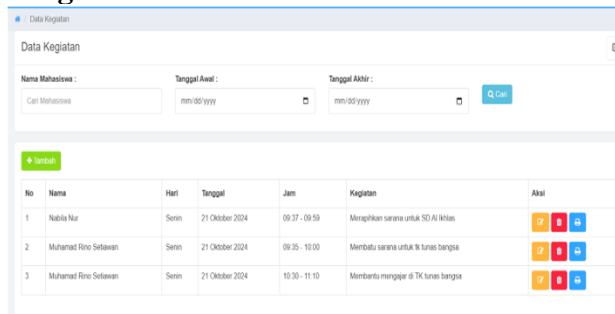 / Data Kegiatan
Data Kegiatan
Nama Mahasiswa : Tanggal Awal : Tanggal Akhir :
Cari Mahasiswa mm/dd/yyyy mm/dd/yyyy Cari
+ Tambah
No Nama Hari Tanggal Jam Kegiatan Aksi
1 Nabila Nur Senin 21 Oktober 2024 09:37 - 09:59 Meraphikan sarana untuk SD Al Ikhlas
2 Muhamad Rino Setiawan Senin 21 Oktober 2024 09:35 - 10:00 Membatu sarana untuk tk tunas bangsa
3 Muhamad Rino Setiawan Senin 21 Oktober 2024 10:30 - 11:10 Membantu mengajar di TK tunas bangsa